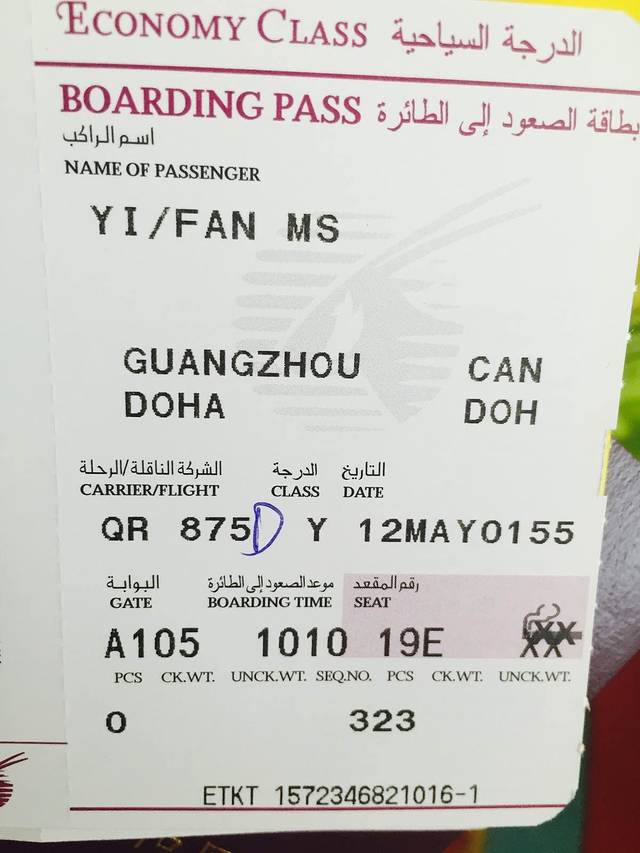 ECONOMY CLASS الدرجة السياحية
BOARDING PASS بطاقة الصعود إلى الطائرة
اسم الراكب
NAME OF PASSENGER
YI/FAN MS
GUANGZHOU CAN
DOHA DOH
الشركة الناقلة/الرحلة الدرجة التاريخ
CARRIER/FLIGHT CLASS DATE
QR 875D Y 12MAY0155
البوابة موعد الصعود إلى الطائرة رقم المقعد
GATE BOARDING TIME SEAT
A105 1010 19E XXX
PCS CK.WT. UNCK.WT. SEQ.NO. PCS CK.WT. UNCK.WT.
0 323
ETKT 1572346821016-1